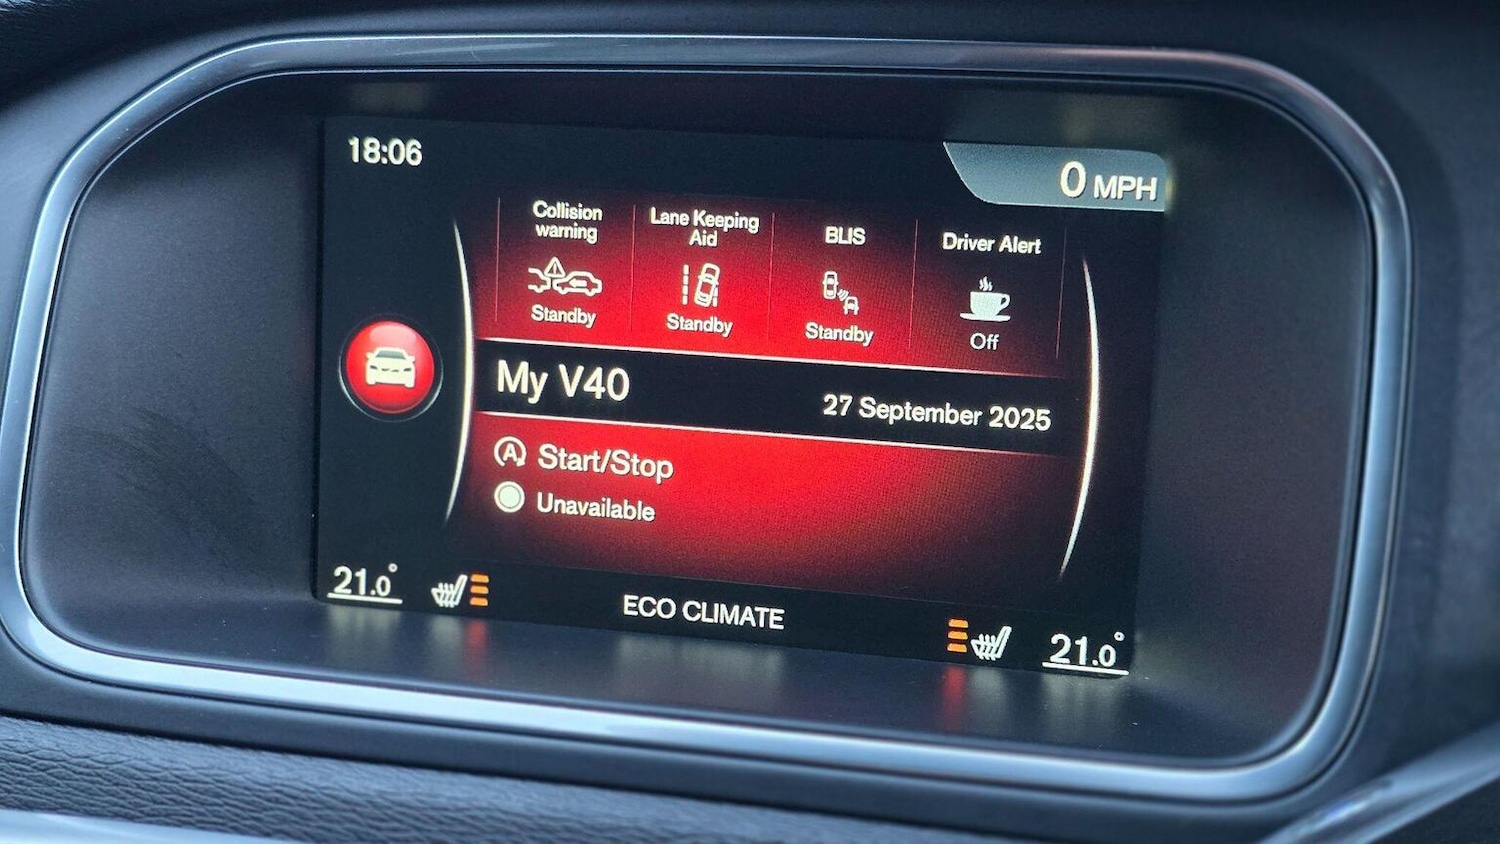 18:06
0 MPH
Collision
warning
Standby
Lane Keeping
Aid
Standby
BLIS
Standby
Driver Alert
Off
My V40
27 September 2025
A Start/Stop
Unavailable
21.0°
ECO CLIMATE
21.0°